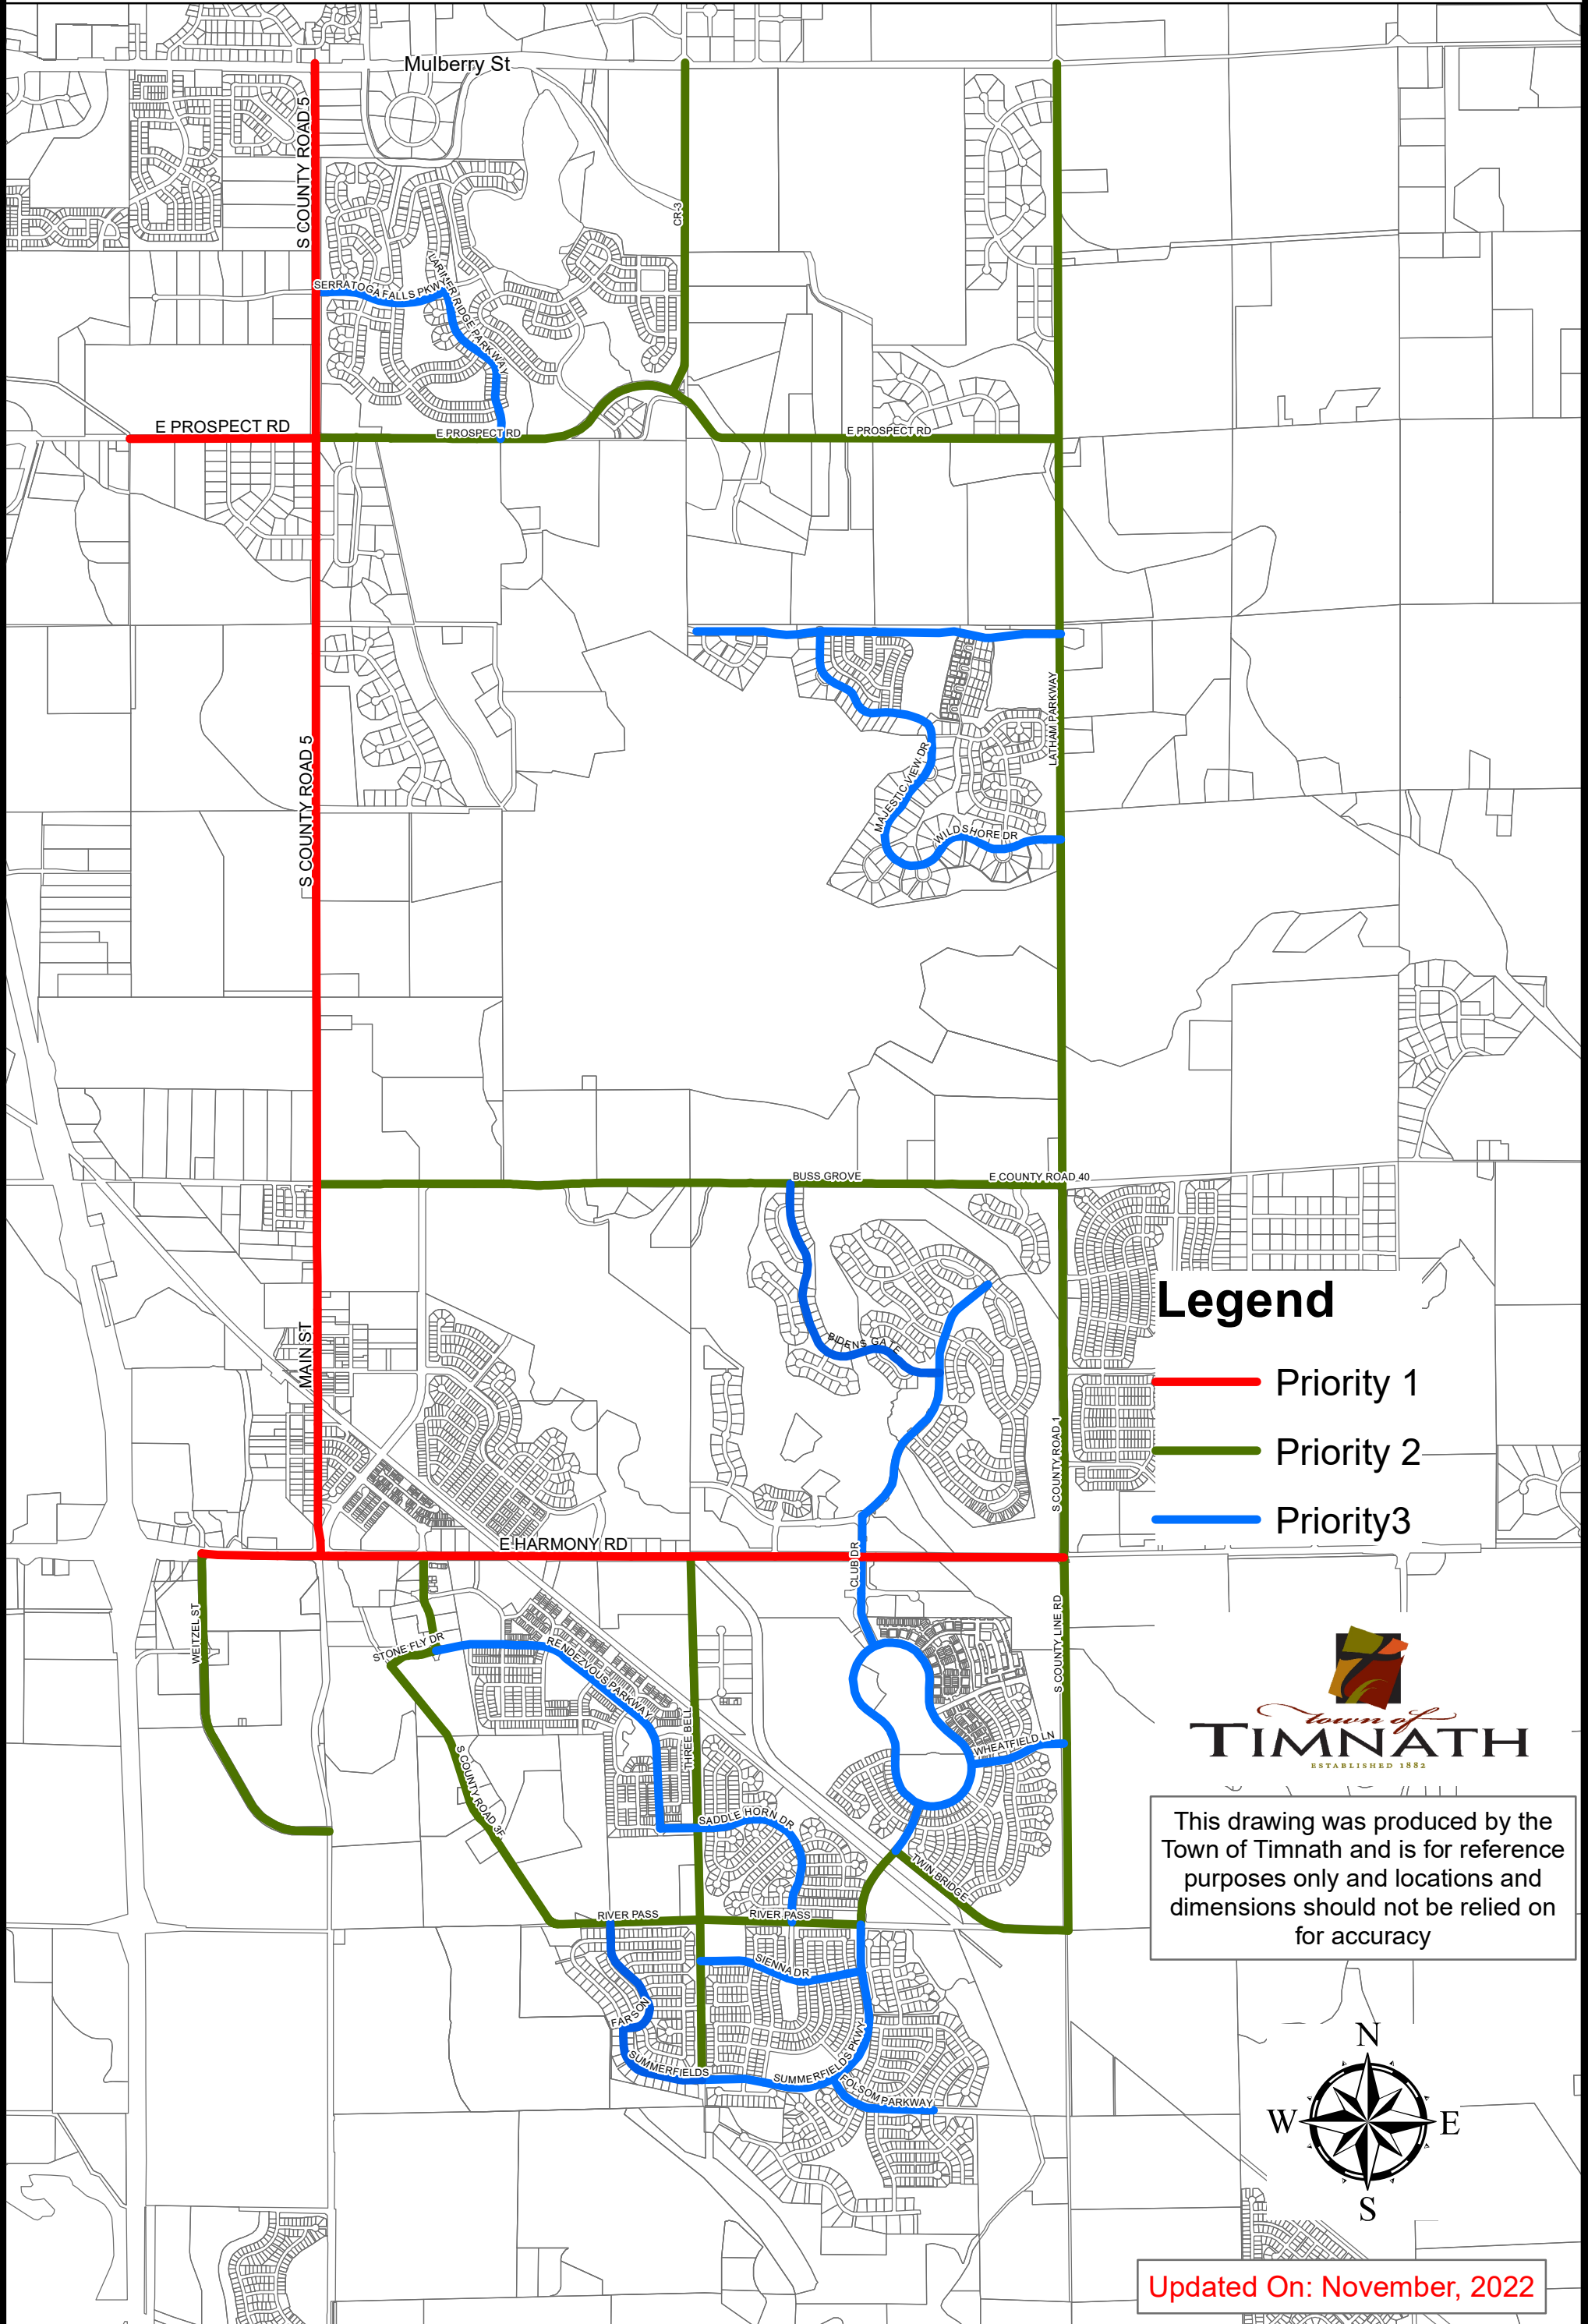 Mulberry St
S COUNTY ROAD 5
CR-3
SERRATOGA FALLS PKWY
LARIMER RIDGE PARKWAY
E PROSPECT RD
E PROSPECT RD
E PROSPECT RD
LATHAM PARKWAY
S COUNTY ROAD 5
MAJESTIC VIEW DR
WILDSHORE DR
BUSS GROVE
E COUNTY ROAD 40
MAIN ST
BIDENS GATE
S COUNTY ROAD 1
Legend
Priority 1
Priority 2
Priority3
E HARMONY RD
CLUB DR
WEITZEL ST
STONE FLY DR
RENDEZVOUS PARKWAY
S COUNTY LINE RD
THREE BELL
WHEATFIELD LN
S COUNTY ROAD 3F
SADDLE HORN DR
TWIN BRIDGE
RIVER PASS
RIVER PASS
SIENNA DR
FARSON
SUMMERFIELDS
SUMMERFIELDS PKWY
FOLSOM PARKWAY
town of
TIMNATH
ESTABLISHED 1882
This drawing was produced by the
Town of Timnath and is for reference
purposes only and locations and
dimensions should not be relied on
for accuracy
N
W
E
S
Updated On: November, 2022